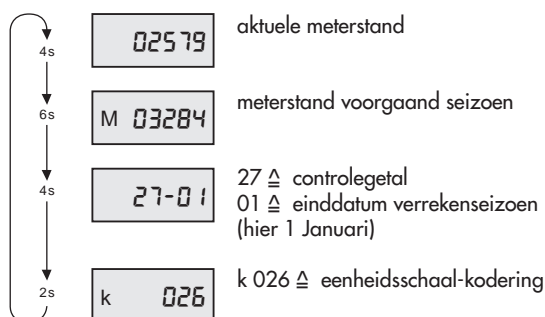 02579
aktuele meterstand
4s
M 03284
meterstand voorgaand seizoen
6s
27-01
27 ≙ controlegetal
01 ≙ einddatum verrekenseizoen
(hier 1 Januari)
4s
k 026
k 026 ≙ eenheidsschaal-kodering
2s